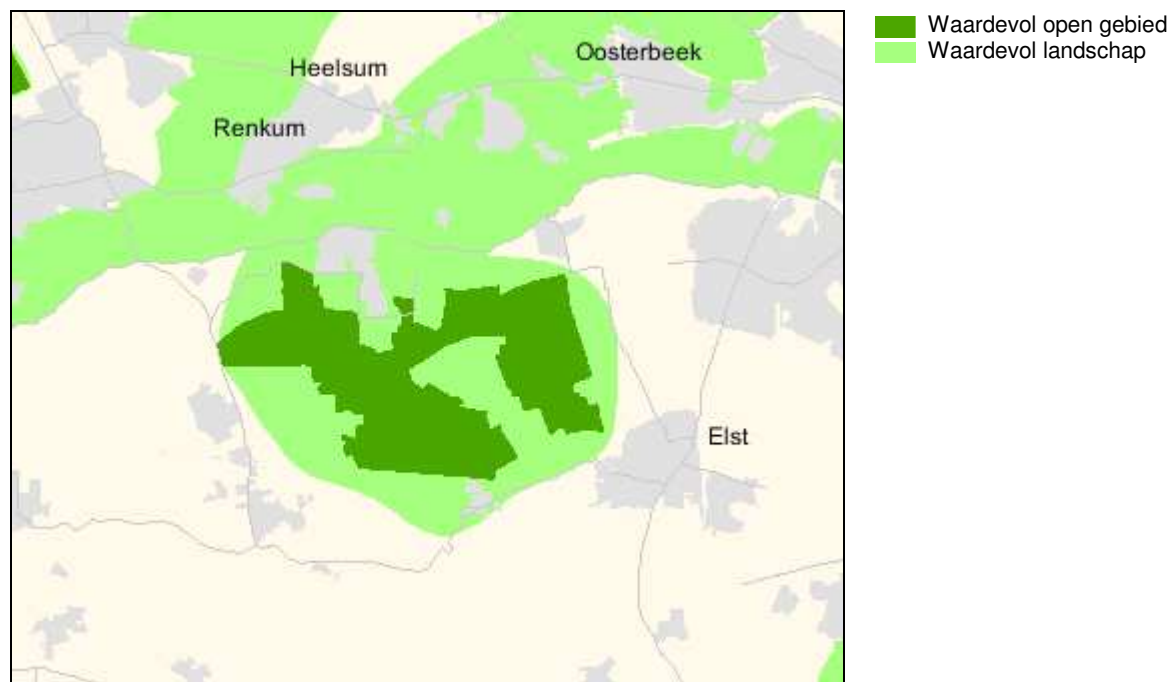 Waardevol open gebied
Waardevol landschap
Oosterbeek
Heelsum
Renkum
Elst